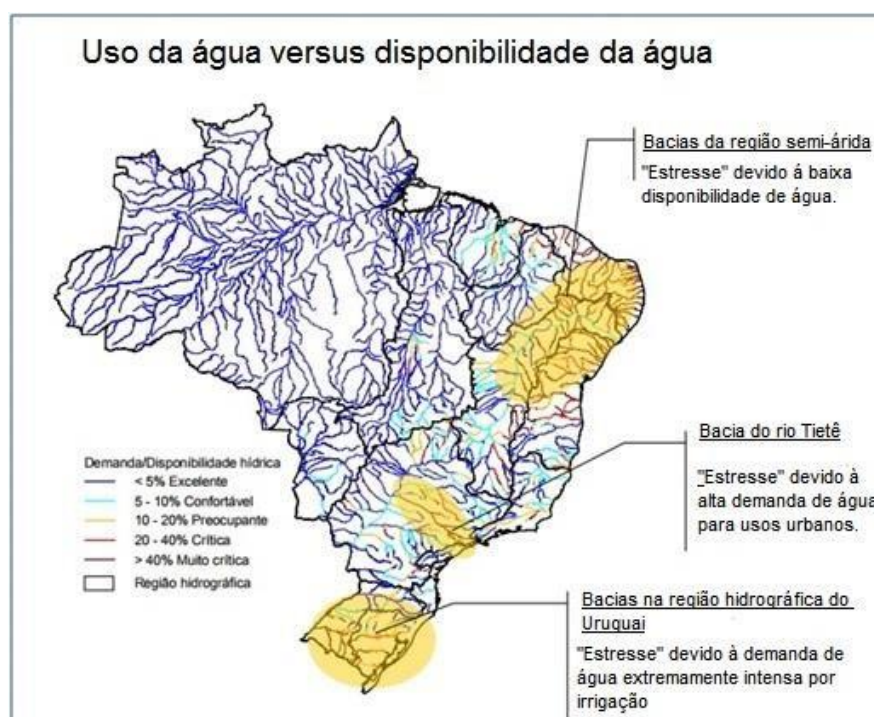 Uso da água versus disponibilidade da água
Bacias da região semi-árida
"Estresse" devido á baixa
disponibilidade de água.
Bacia do rio Tietê
"Estresse" devido à
alta demanda de água
para usos urbanos.
Demanda/Disponibilidade hídrica
< 5% Excelente
5 - 10% Confortável
10 - 20% Preocupante
20 - 40% Crítica
> 40% Muito crítica
Região hidrográfica
Bacias na região hidrográfica do
Uruguai
"Estresse" devido à demanda de
água extremamente intensa por
irrigação